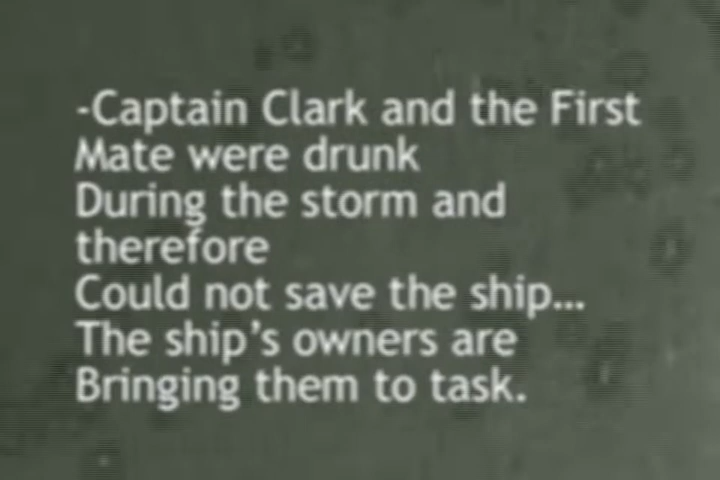 -Captain Clark and the First
Mate were drunk
During the storm and
therefore
Could not save the ship…
The ship’s owners are
Bringing them to task.